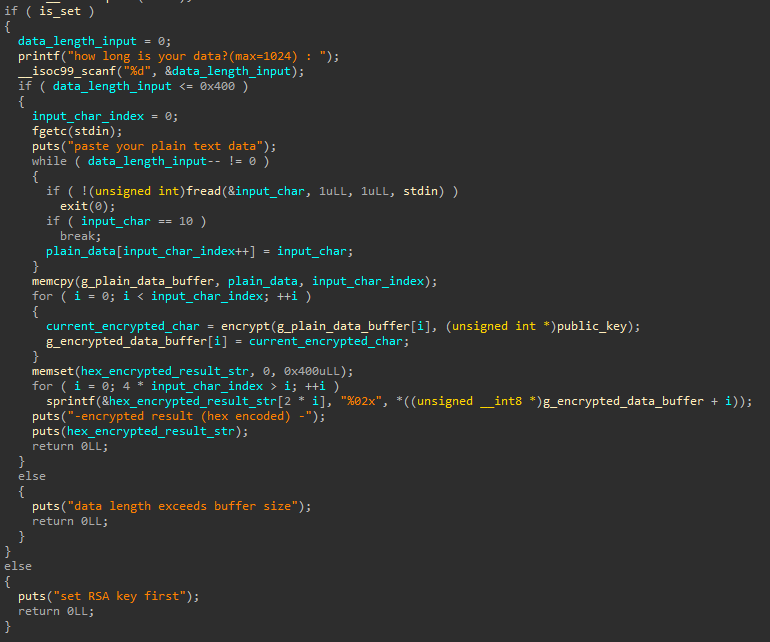 if ( is_set )
{
data_length_input = 0;
printf("how long is your data?(max=1024) : ");
__isoc99_scanf("%d", &data_length_input);
if ( data_length_input <= 0x400 )
{
input_char_index = 0;
fgetc(stdin);
puts("paste your plain text data");
while ( data_length_input-- != 0 )
{
if ( !(unsigned int)fread(&input_char, 1uLL, 1uLL, stdin) )
exit(0);
if ( input_char == 10 )
break;
plain_data[input_char_index++] = input_char;
}
memcpy(g_plain_data_buffer, plain_data, input_char_index);
for ( i = 0; i < input_char_index; ++i )
{
current_encrypted_char = encrypt(g_plain_data_buffer[i], (unsigned int *)public_key);
g_encrypted_data_buffer[i] = current_encrypted_char;
}
memset(hex_encrypted_result_str, 0, 0x400uLL);
for ( i = 0; 4 * input_char_index > i; ++i )
sprintf(&hex_encrypted_result_str[2 * i], "%02x", *((unsigned __int8 *)g_encrypted_data_buffer + i));
puts("-encrypted result (hex encoded) -");
puts(hex_encrypted_result_str);
return 0LL;
}
else
{
puts("data length exceeds buffer size");
return 0LL;
}
}
else
{
puts("set RSA key first");
return 0LL;
}